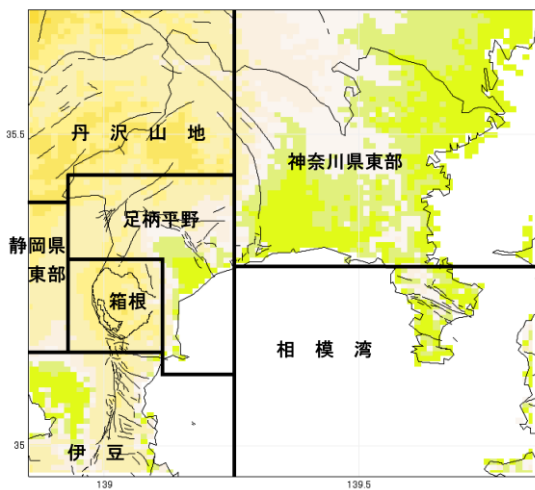 35.5
丹 沢 山 地
神奈川県東部
足柄平野
静岡県
東部
箱根
相 模 湾
伊 豆
35
139
139.5